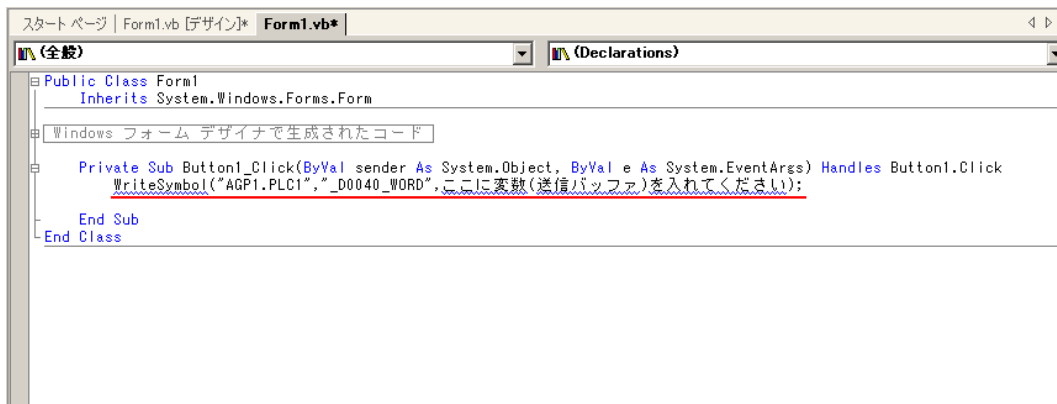 スタート ページ Form1.vb [デザイン]* Form1.vb*
(全般) (Declarations)
Public Class Form1
Inherits System.Windows.Forms.Form
Windows フォーム デザイナで生成されたコード
Private Sub Button1_Click(ByVal sender As System.Object, ByVal e As System.EventArgs) Handles Button1.Click
WriteSymbol("AGP1.PLC1","_D0040_WORD",ここに変数(送信バッファ)を入れてください);
End Sub
End Class